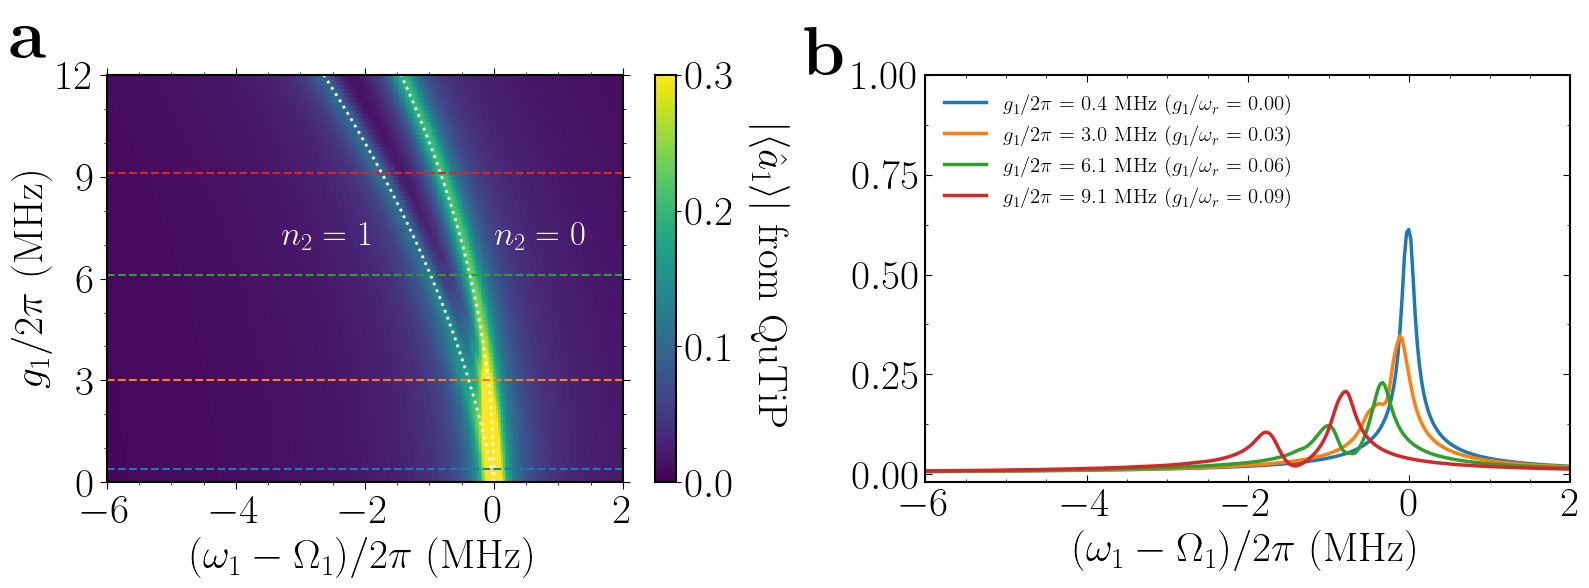 a
12
9
6
3
0
g₁/2π (MHz)
n₂ = 1
n₂ = 0
−6
−4
−2
0
2
(ω₁ − Ω₁)/2π (MHz)
0.3
0.2
0.1
0.0
|⟨â₁⟩| from QuTiP
b
1.00
0.75
0.50
0.25
0.00
g₁/2π = 0.4 MHz (g₁/ωᵣ = 0.00)
g₁/2π = 3.0 MHz (g₁/ωᵣ = 0.03)
g₁/2π = 6.1 MHz (g₁/ωᵣ = 0.06)
g₁/2π = 9.1 MHz (g₁/ωᵣ = 0.09)
−6
−4
−2
0
2
(ω₁ − Ω₁)/2π (MHz)